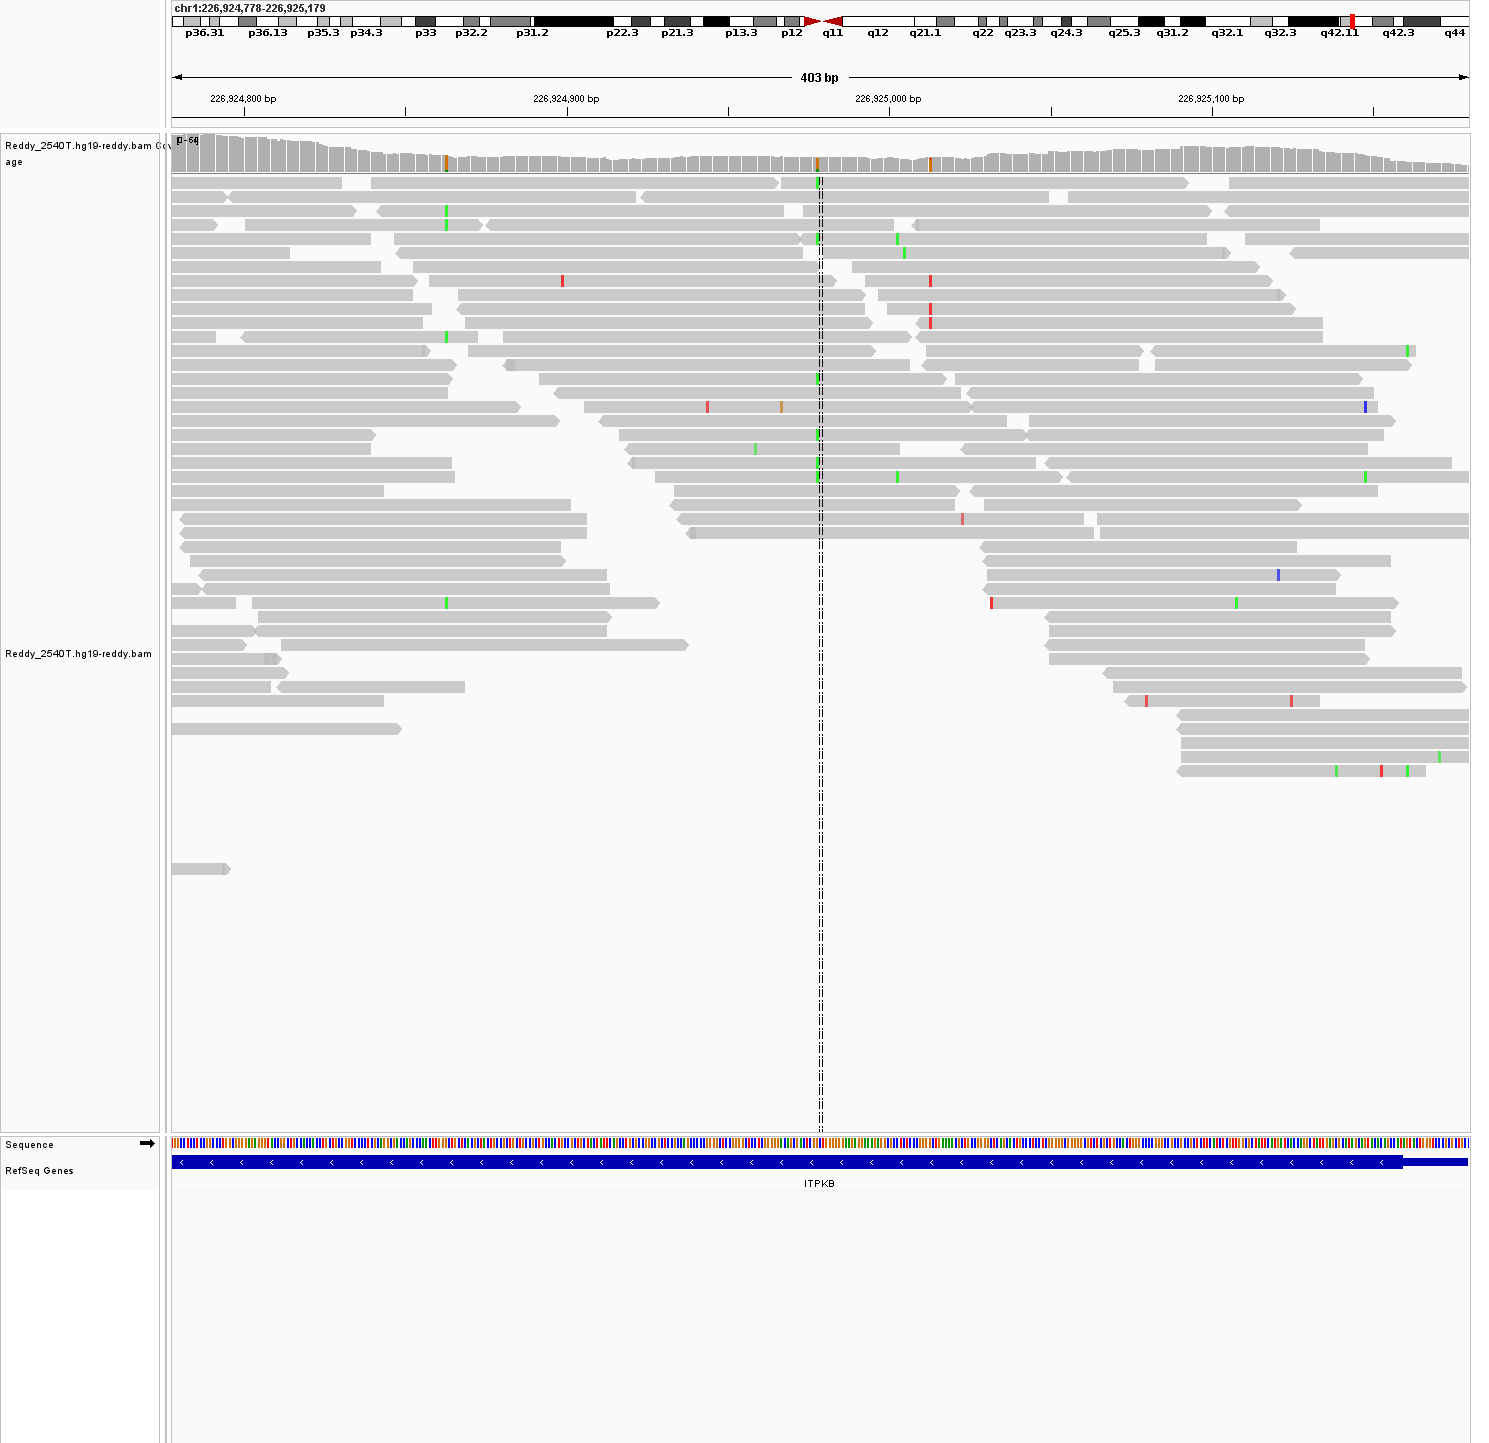 chr1:226,924,778-226,925,179
p36.31 p36.13 p35.3 p34.3 p33 p32.2 p31.2 p22.3 p21.3 p13.3 p12 q11 q12 q21.1 q22 q23.3 q24.3 q25.3 q31.2 q32.1 q32.3 q42.11 q42.3 q44
403 bp
226,924,800 bp 226,924,900 bp 226,925,000 bp 226,925,100 bp
Reddy_2540T.hg19-reddy.bam Cov
age
Reddy_2540T.hg19-reddy.bam
Sequence
RefSeq Genes
ITPKB